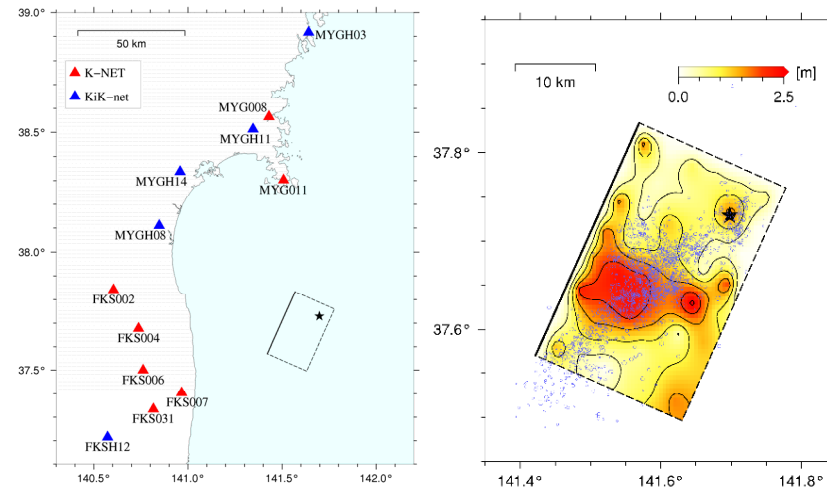 39.0°
50 km
MYGH03
K-NET
KiK-net
MYG008
MYGH11
38.5°
MYGH14
MYG011
MYGH08
38.0°
FKS002
FKS004
37.5°
FKS006
FKS007
FKS031
FKSH12
140.5° 141.0° 141.5° 142.0°
[m]
10 km
0.0 2.5
37.8°
37.6°
141.4° 141.6° 141.8°